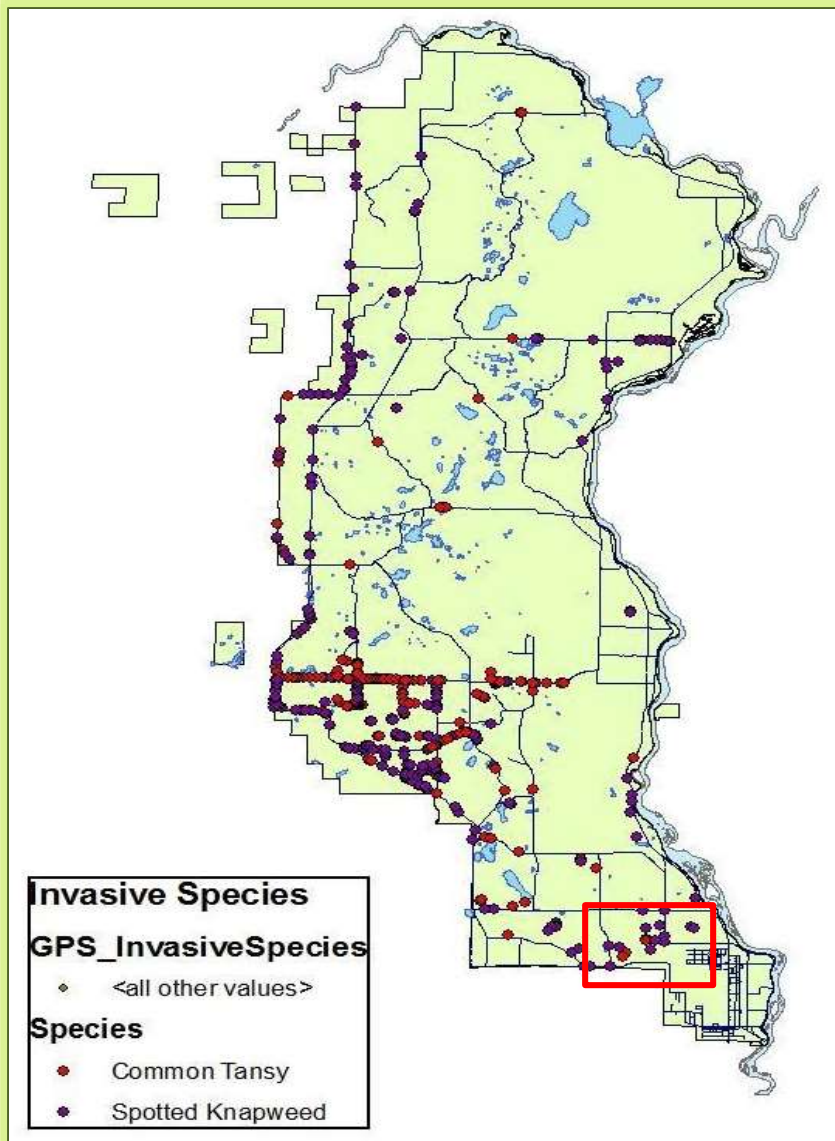 Invasive Species
GPS_InvasiveSpecies
<all other values>
Species
Common Tansy
Spotted Knapweed